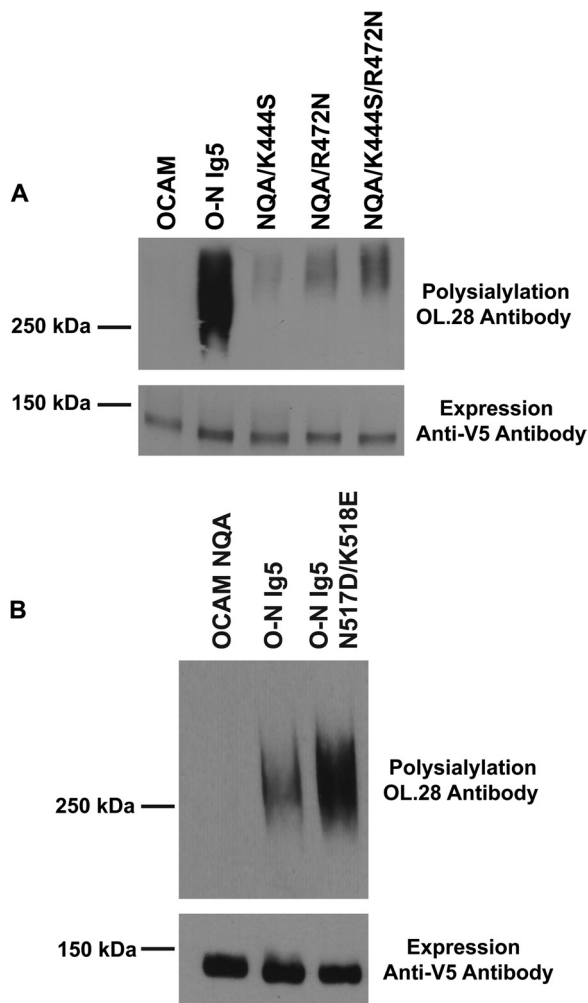 A
OCAM
O-N Ig5
NQA/K444S
NQA/R472N
NQA/K444S/R472N
Polysialylation
OL.28 Antibody
250 kDa
150 kDa
Expression
Anti-V5 Antibody
B
OCAM NQA
O-N Ig5
O-N Ig5
N517D/K518E
Polysialylation
OL.28 Antibody
250 kDa
150 kDa
Expression
Anti-V5 Antibody